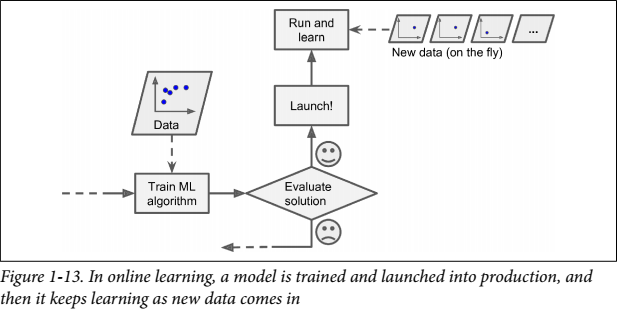 Run and
learn
New data (on the fly)
...
Launch!
Data
Train ML
algorithm
Evaluate
solution
Figure 1-13. In online learning, a model is trained and launched into production, and
then it keeps learning as new data comes in